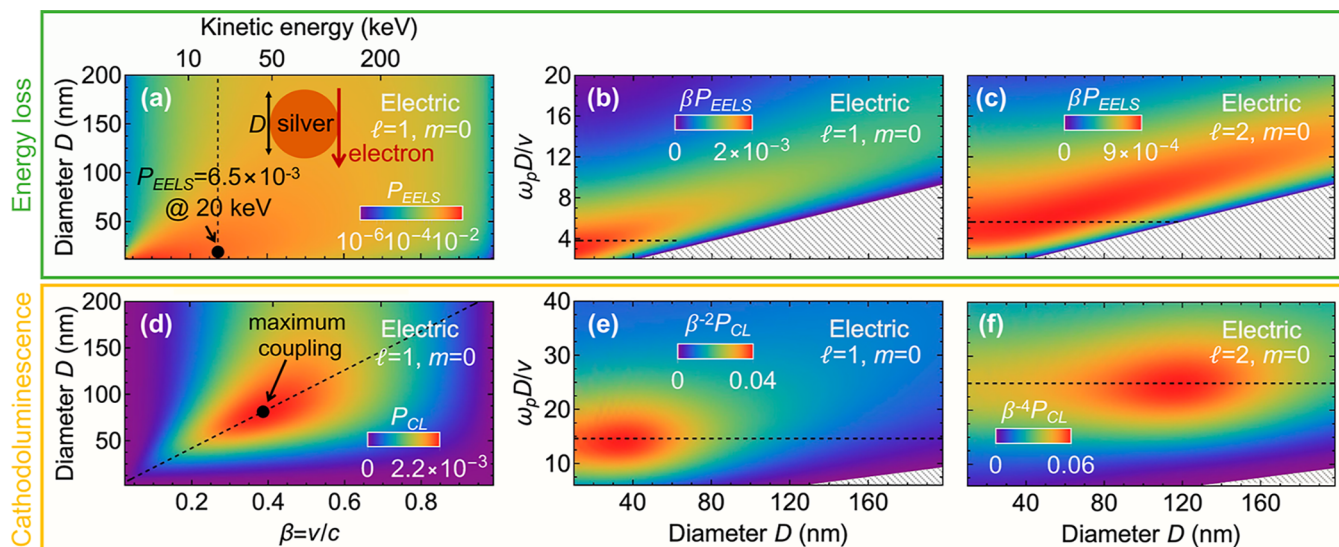 Energy loss
Kinetic energy (keV)
10 50 200
Diameter D (nm)
200
150
100
50
(a)
D
silver
electron
Electric
ℓ=1, m=0
P_EELS=6.5×10⁻³
@ 20 keV
P_EELS
10⁻⁶ 10⁻⁴ 10⁻²
ω_pD/v
20
16
12
8
4
(b)
βP_EELS
0 2×10⁻³
Electric
ℓ=1, m=0
(c)
βP_EELS
0 9×10⁻⁴
Electric
ℓ=2, m=0
Cathodoluminescence
Diameter D (nm)
200
150
100
50
(d)
maximum
coupling
Electric
ℓ=1, m=0
P_CL
0 2.2×10⁻³
0.2 0.4 0.6 0.8
β=v/c
ω_pD/v
40
30
20
10
(e)
β⁻²P_CL
0 0.04
Electric
ℓ=1, m=0
40 80 120 160
Diameter D (nm)
(f)
Electric
ℓ=2, m=0
β⁻⁴P_CL
0 0.06
40 80 120 160
Diameter D (nm)